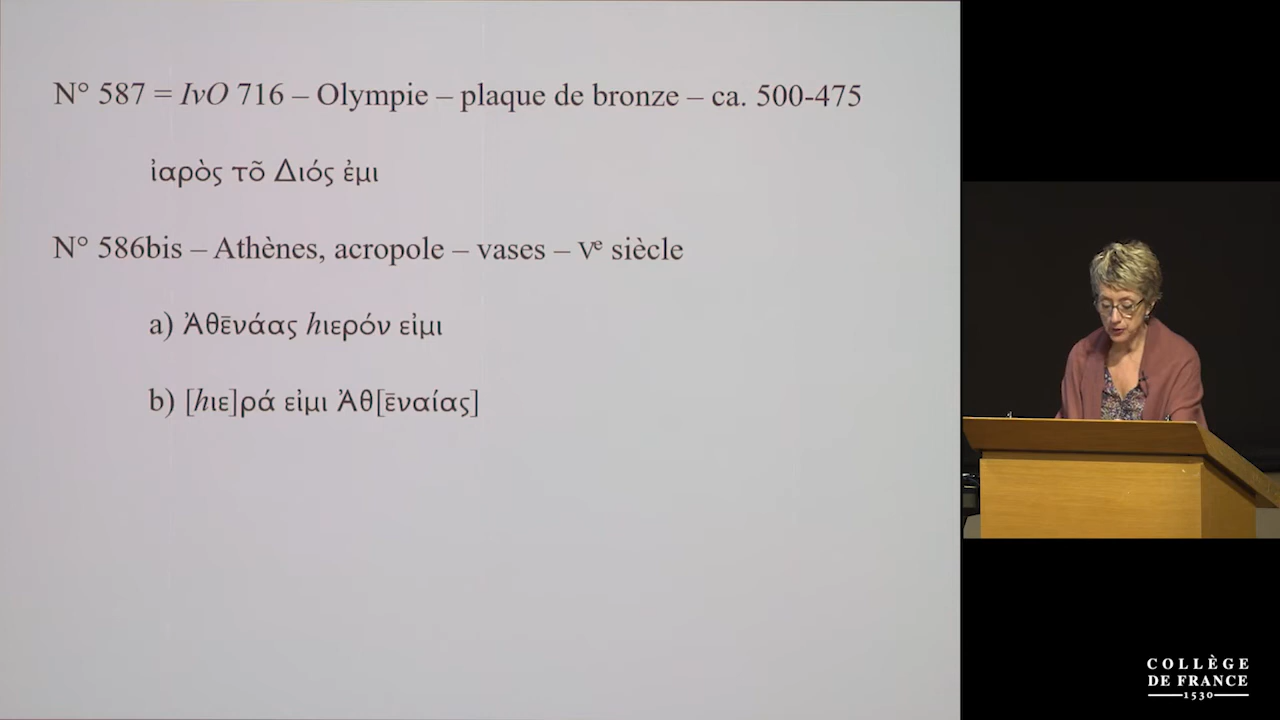 N° 587 = IvO 716 – Olympie – plaque de bronze – ca. 500-475
ἰαρὸς το͂ Διός ἐμι
N° 586bis – Athènes, acropole – vases – Vᵉ siècle
a) Ἀθε̄νάας hιερόν εἰμι
b) [hιε]ρά εἰμι Ἀθ[ε̄ναίας]
COLLÈGE
DE FRANCE
1530